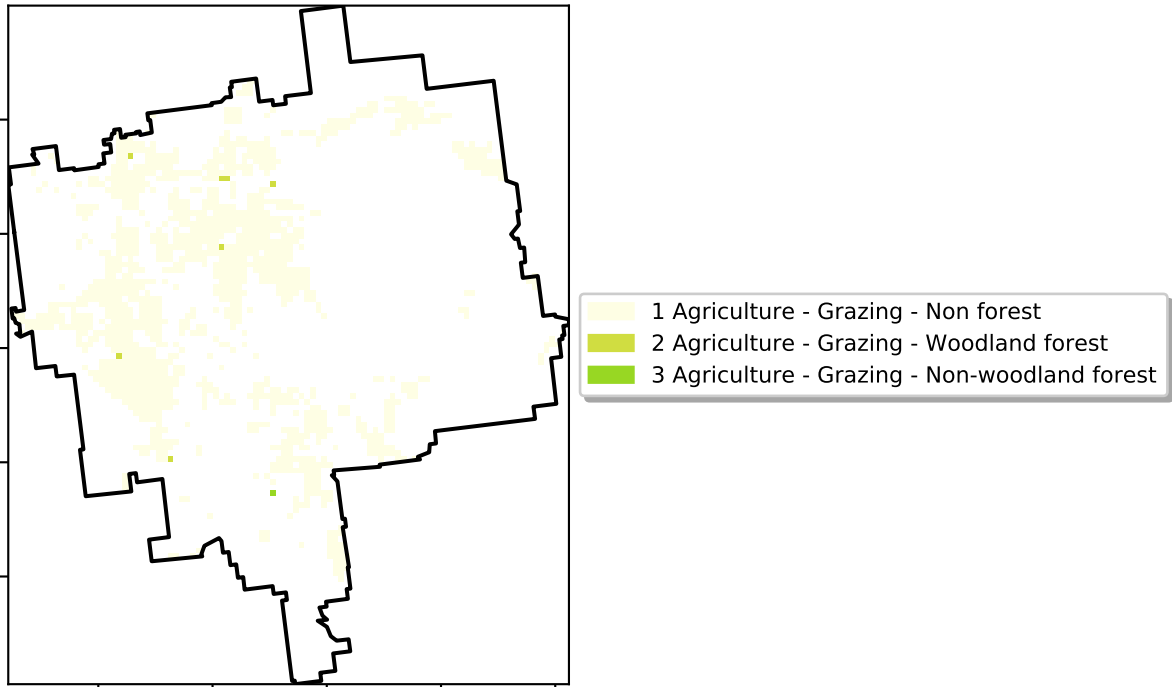 1 Agriculture - Grazing - Non forest
2 Agriculture - Grazing - Woodland forest
3 Agriculture - Grazing - Non-woodland forest